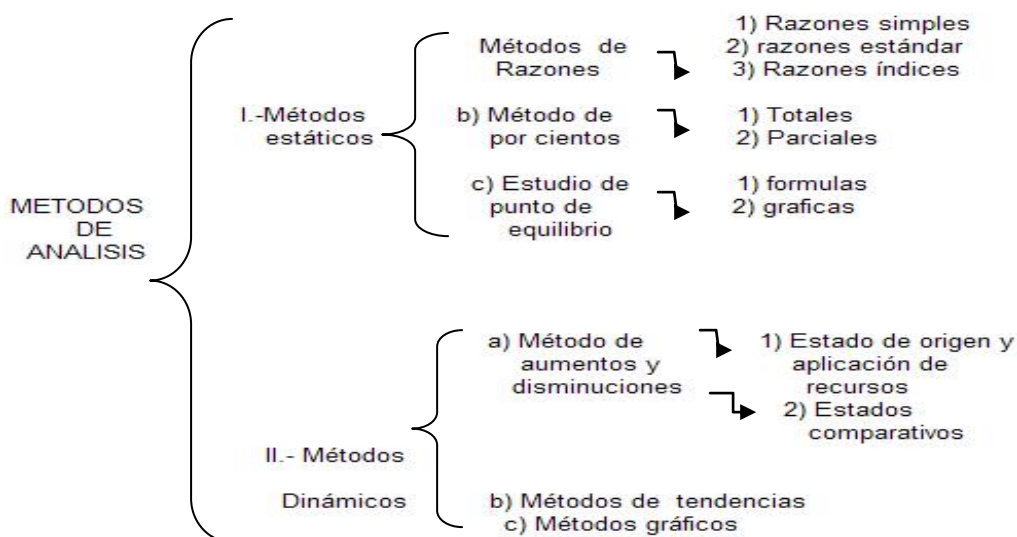 METODOS
DE
ANALISIS
I.-Métodos
estáticos
Métodos de
Razones
1) Razones simples
2) razones estándar
3) Razones índices
b) Método de
por cientos
1) Totales
2) Parciales
c) Estudio de
punto de
equilibrio
1) formulas
2) graficas
II.- Métodos
Dinámicos
a) Método de
aumentos y
disminuciones
1) Estado de origen y
aplicación de
recursos
2) Estados
comparativos
b) Métodos de tendencias
c) Métodos gráficos